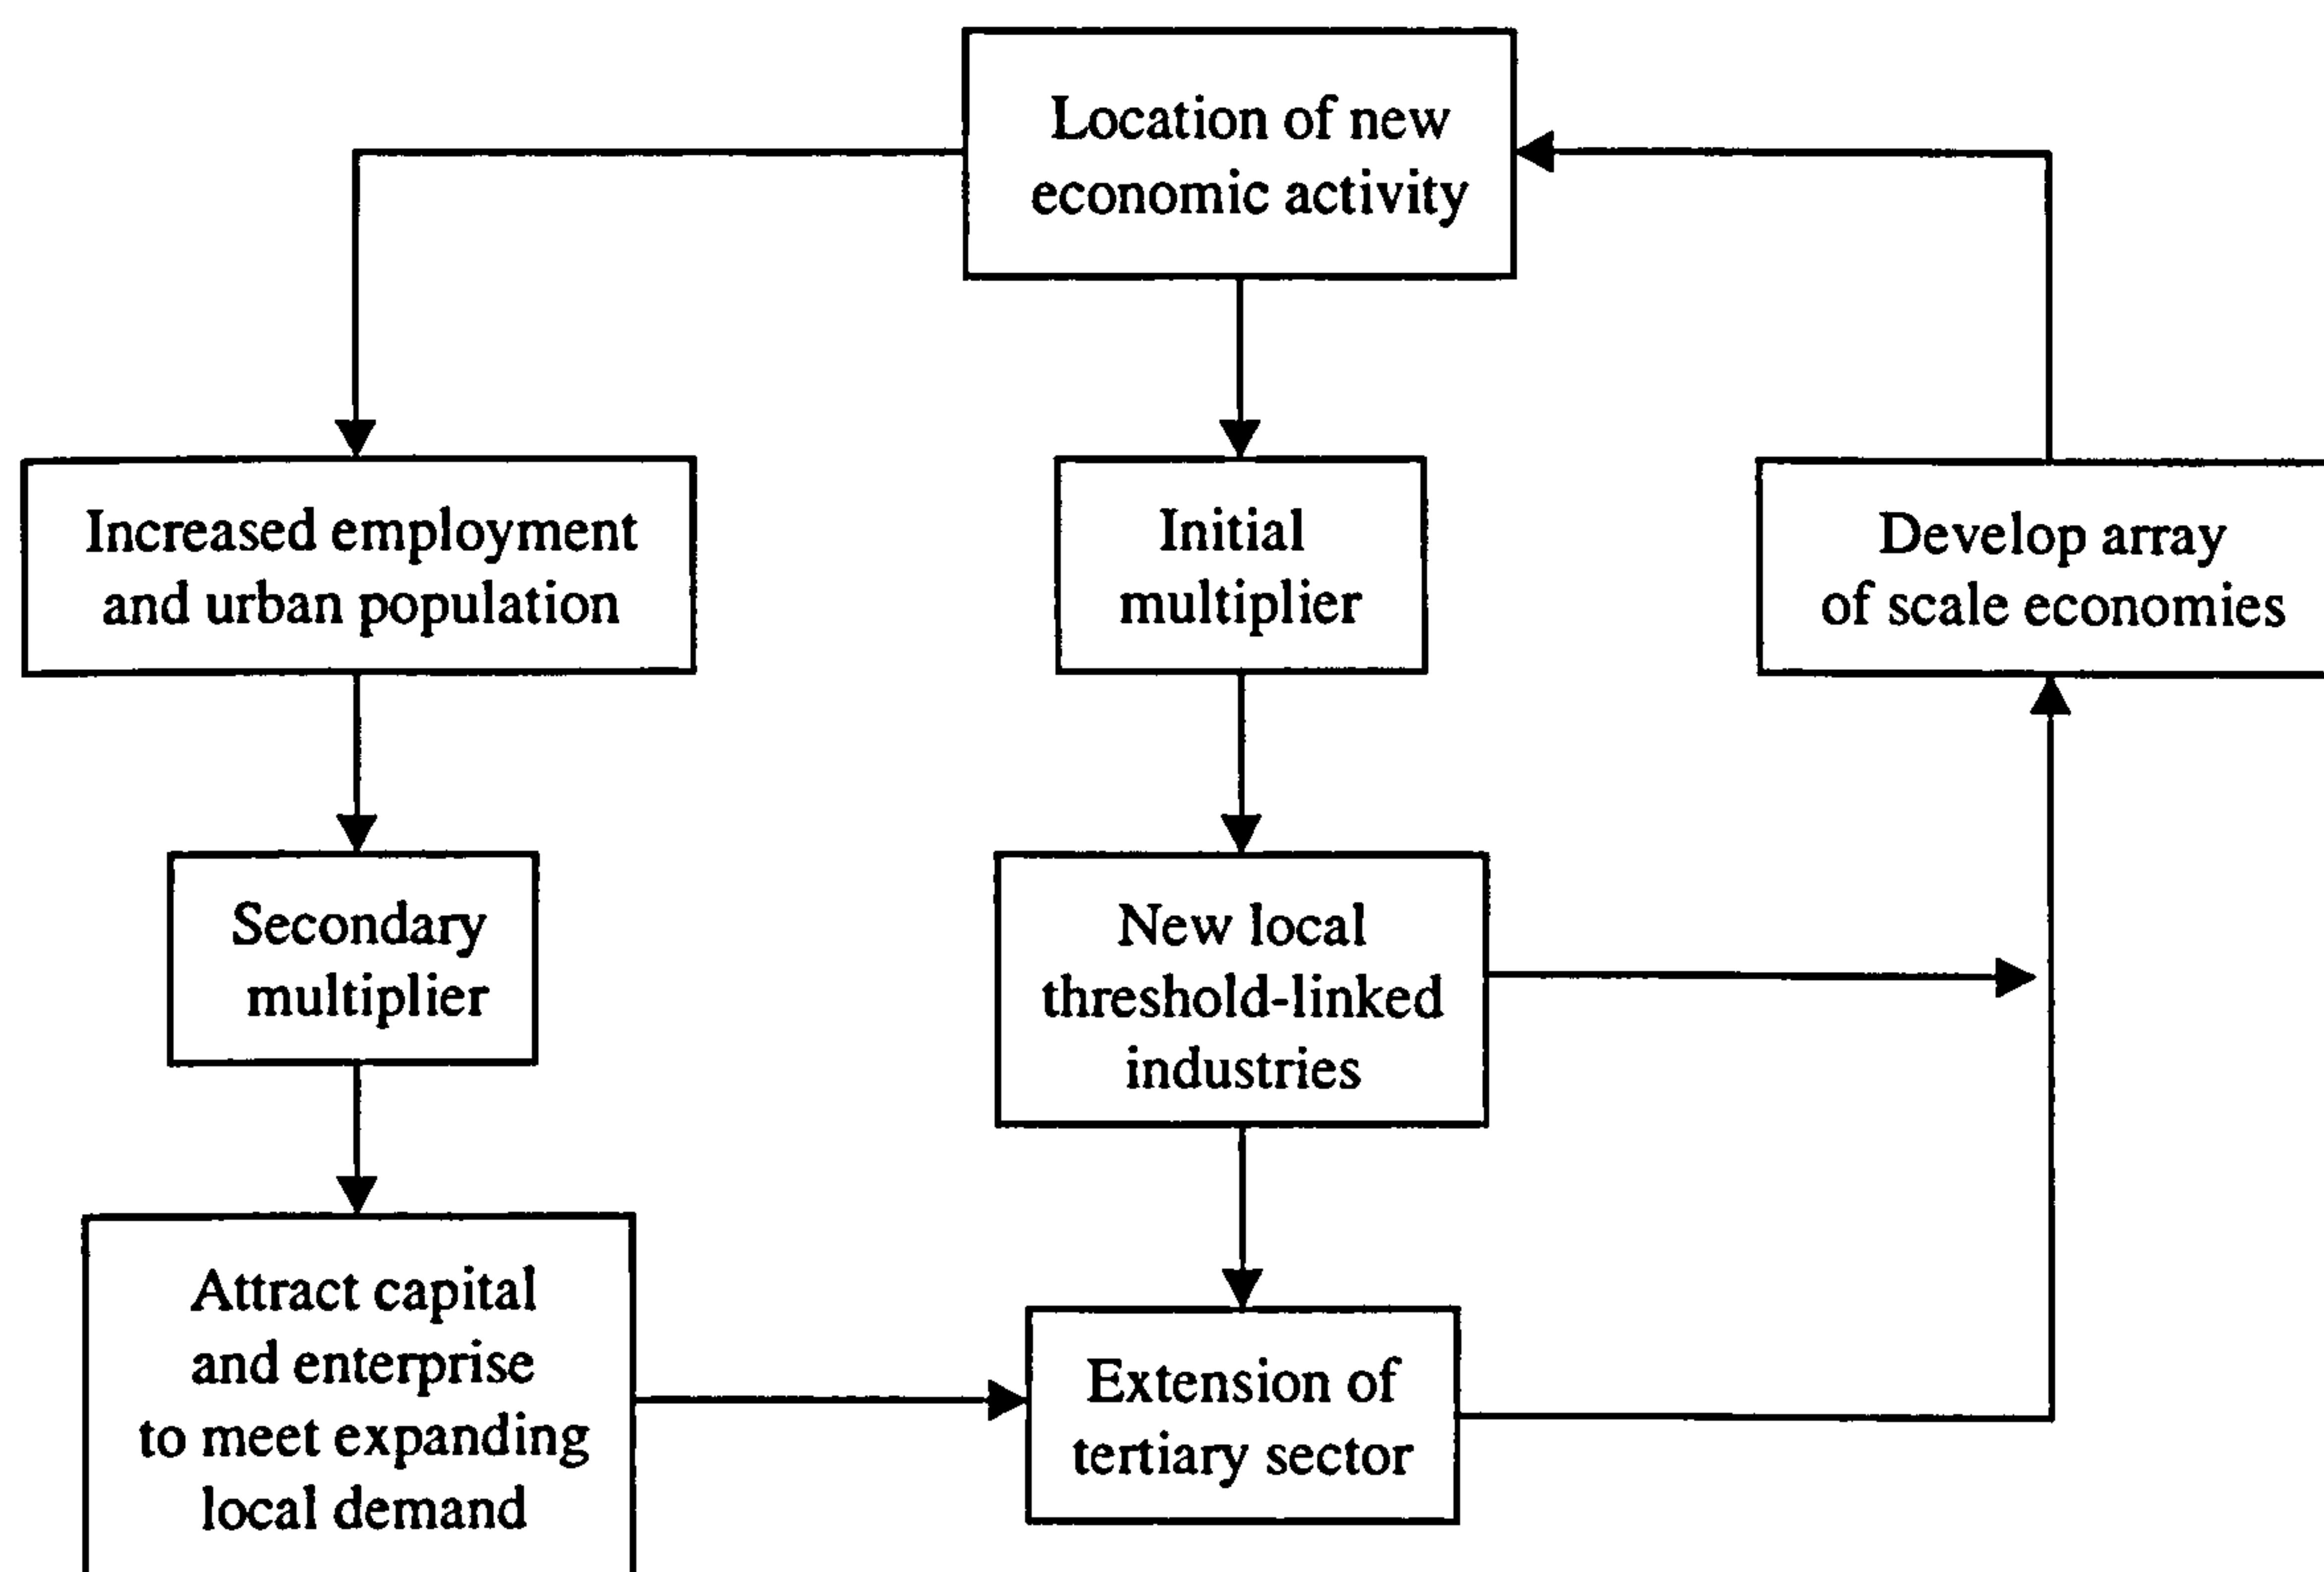 Location of new
economic activity
Increased employment
and urban population
Initial
multiplier
Develop array
of scale economies
Secondary
multiplier
New local
threshold-linked
industries
Attract capital
and enterprise
to meet expanding
local demand
Extension of
tertiary sector